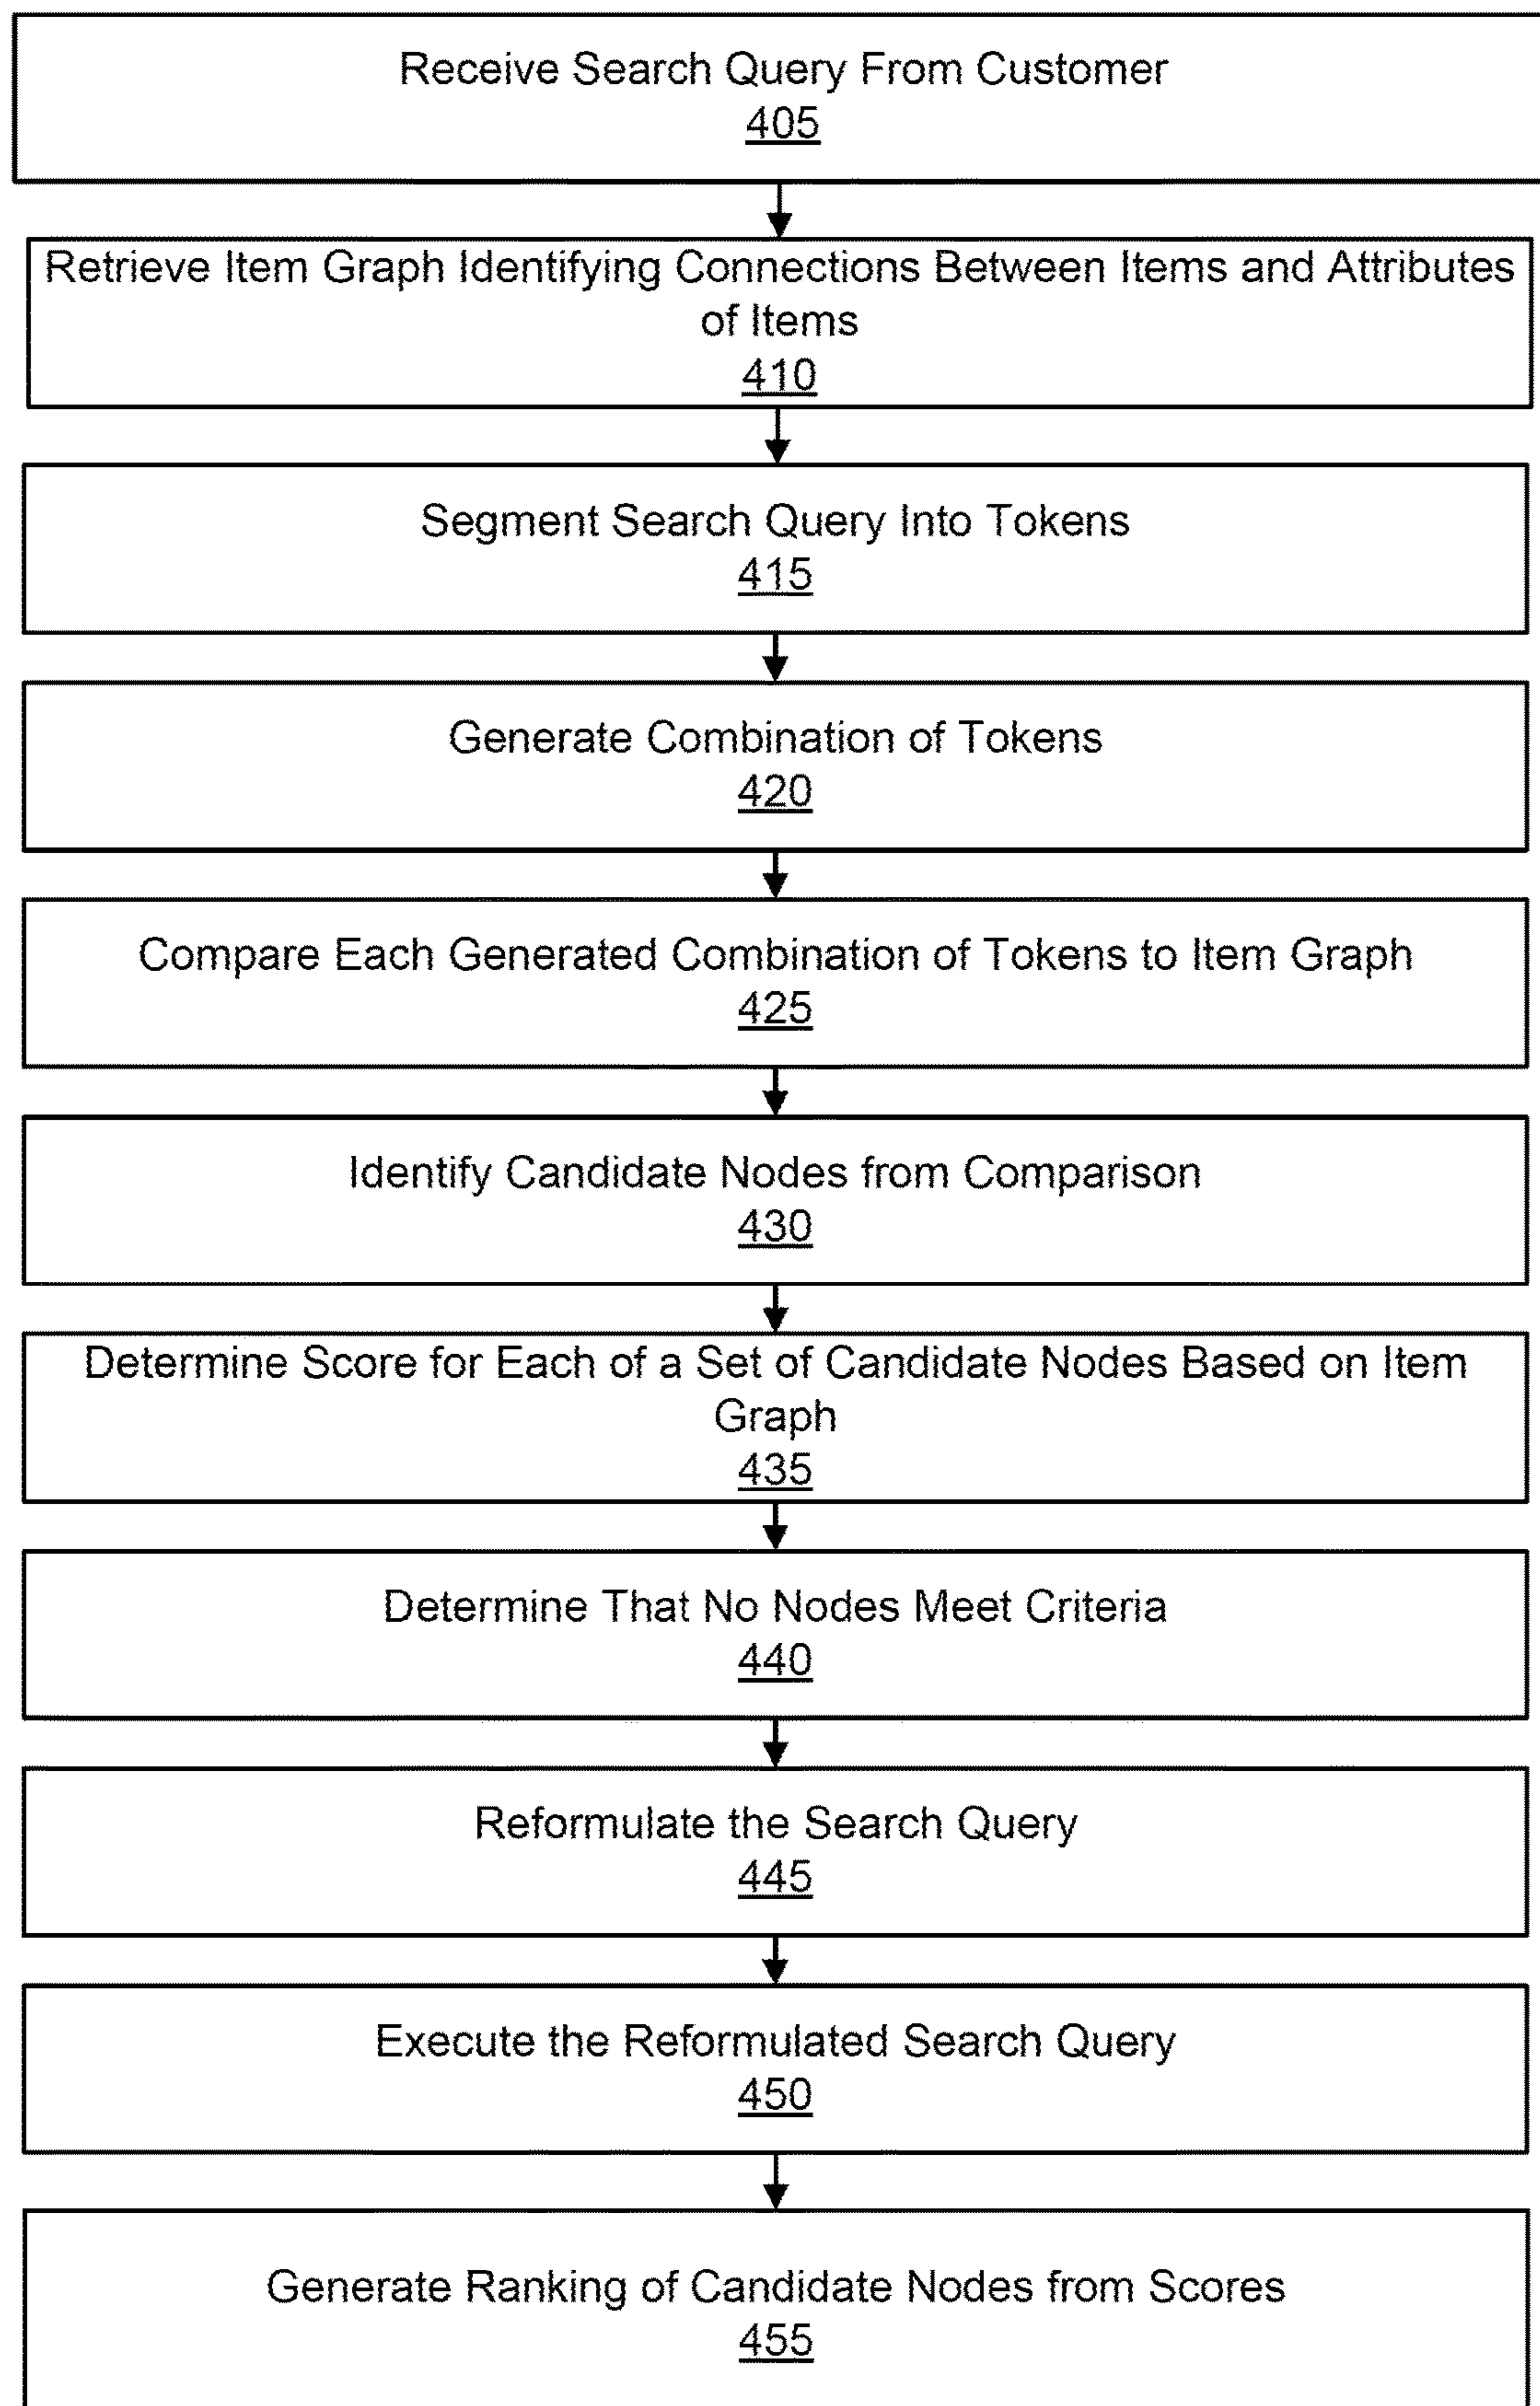 Receive Search Query From Customer
405
Retrieve Item Graph Identifying Connections Between Items and Attributes
of Items
410
Segment Search Query Into Tokens
415
Generate Combination of Tokens
420
Compare Each Generated Combination of Tokens to Item Graph
425
Identify Candidate Nodes from Comparison
430
Determine Score for Each of a Set of Candidate Nodes Based on Item
Graph
435
Determine That No Nodes Meet Criteria
440
Reformulate the Search Query
445
Execute the Reformulated Search Query
450
Generate Ranking of Candidate Nodes from Scores
455